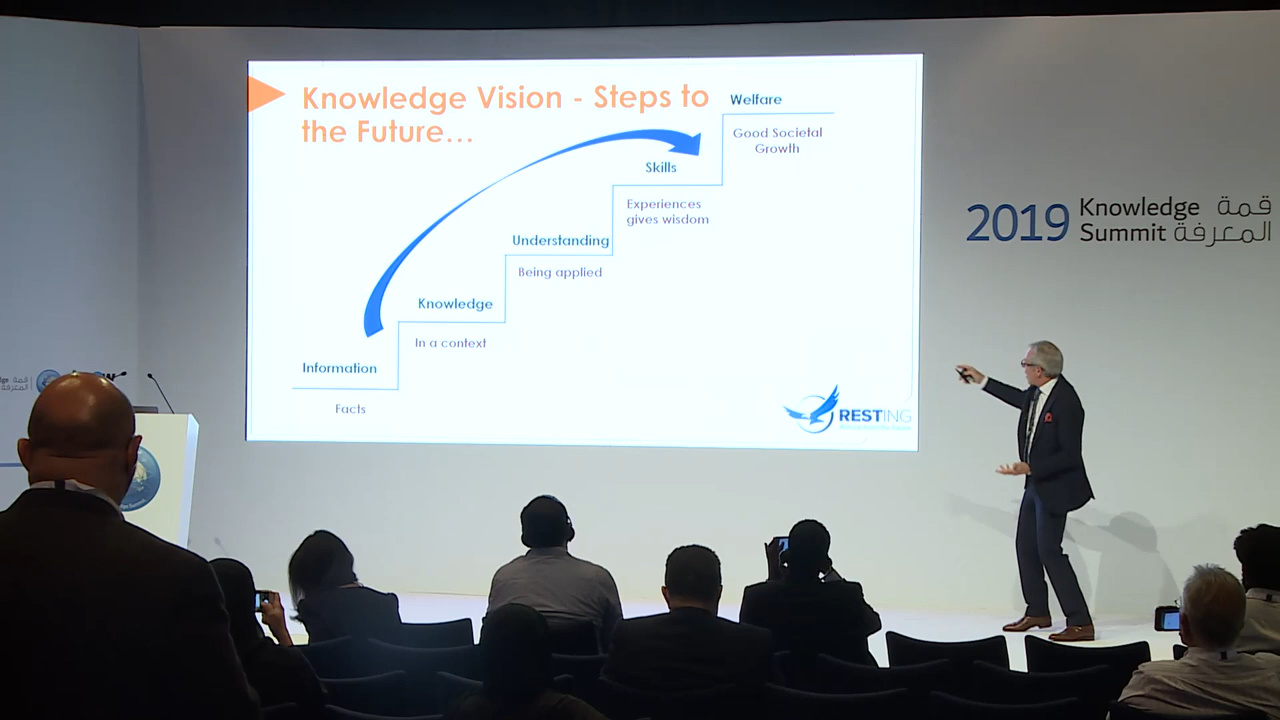 Knowledge Vision - Steps to
the Future...
Welfare
Good Societal
Growth
Skills
Experiences
gives wisdom
Understanding
Being applied
Knowledge
In a context
Information
Facts
RESTING
2019 Knowledge Summit
قمة المعرفة